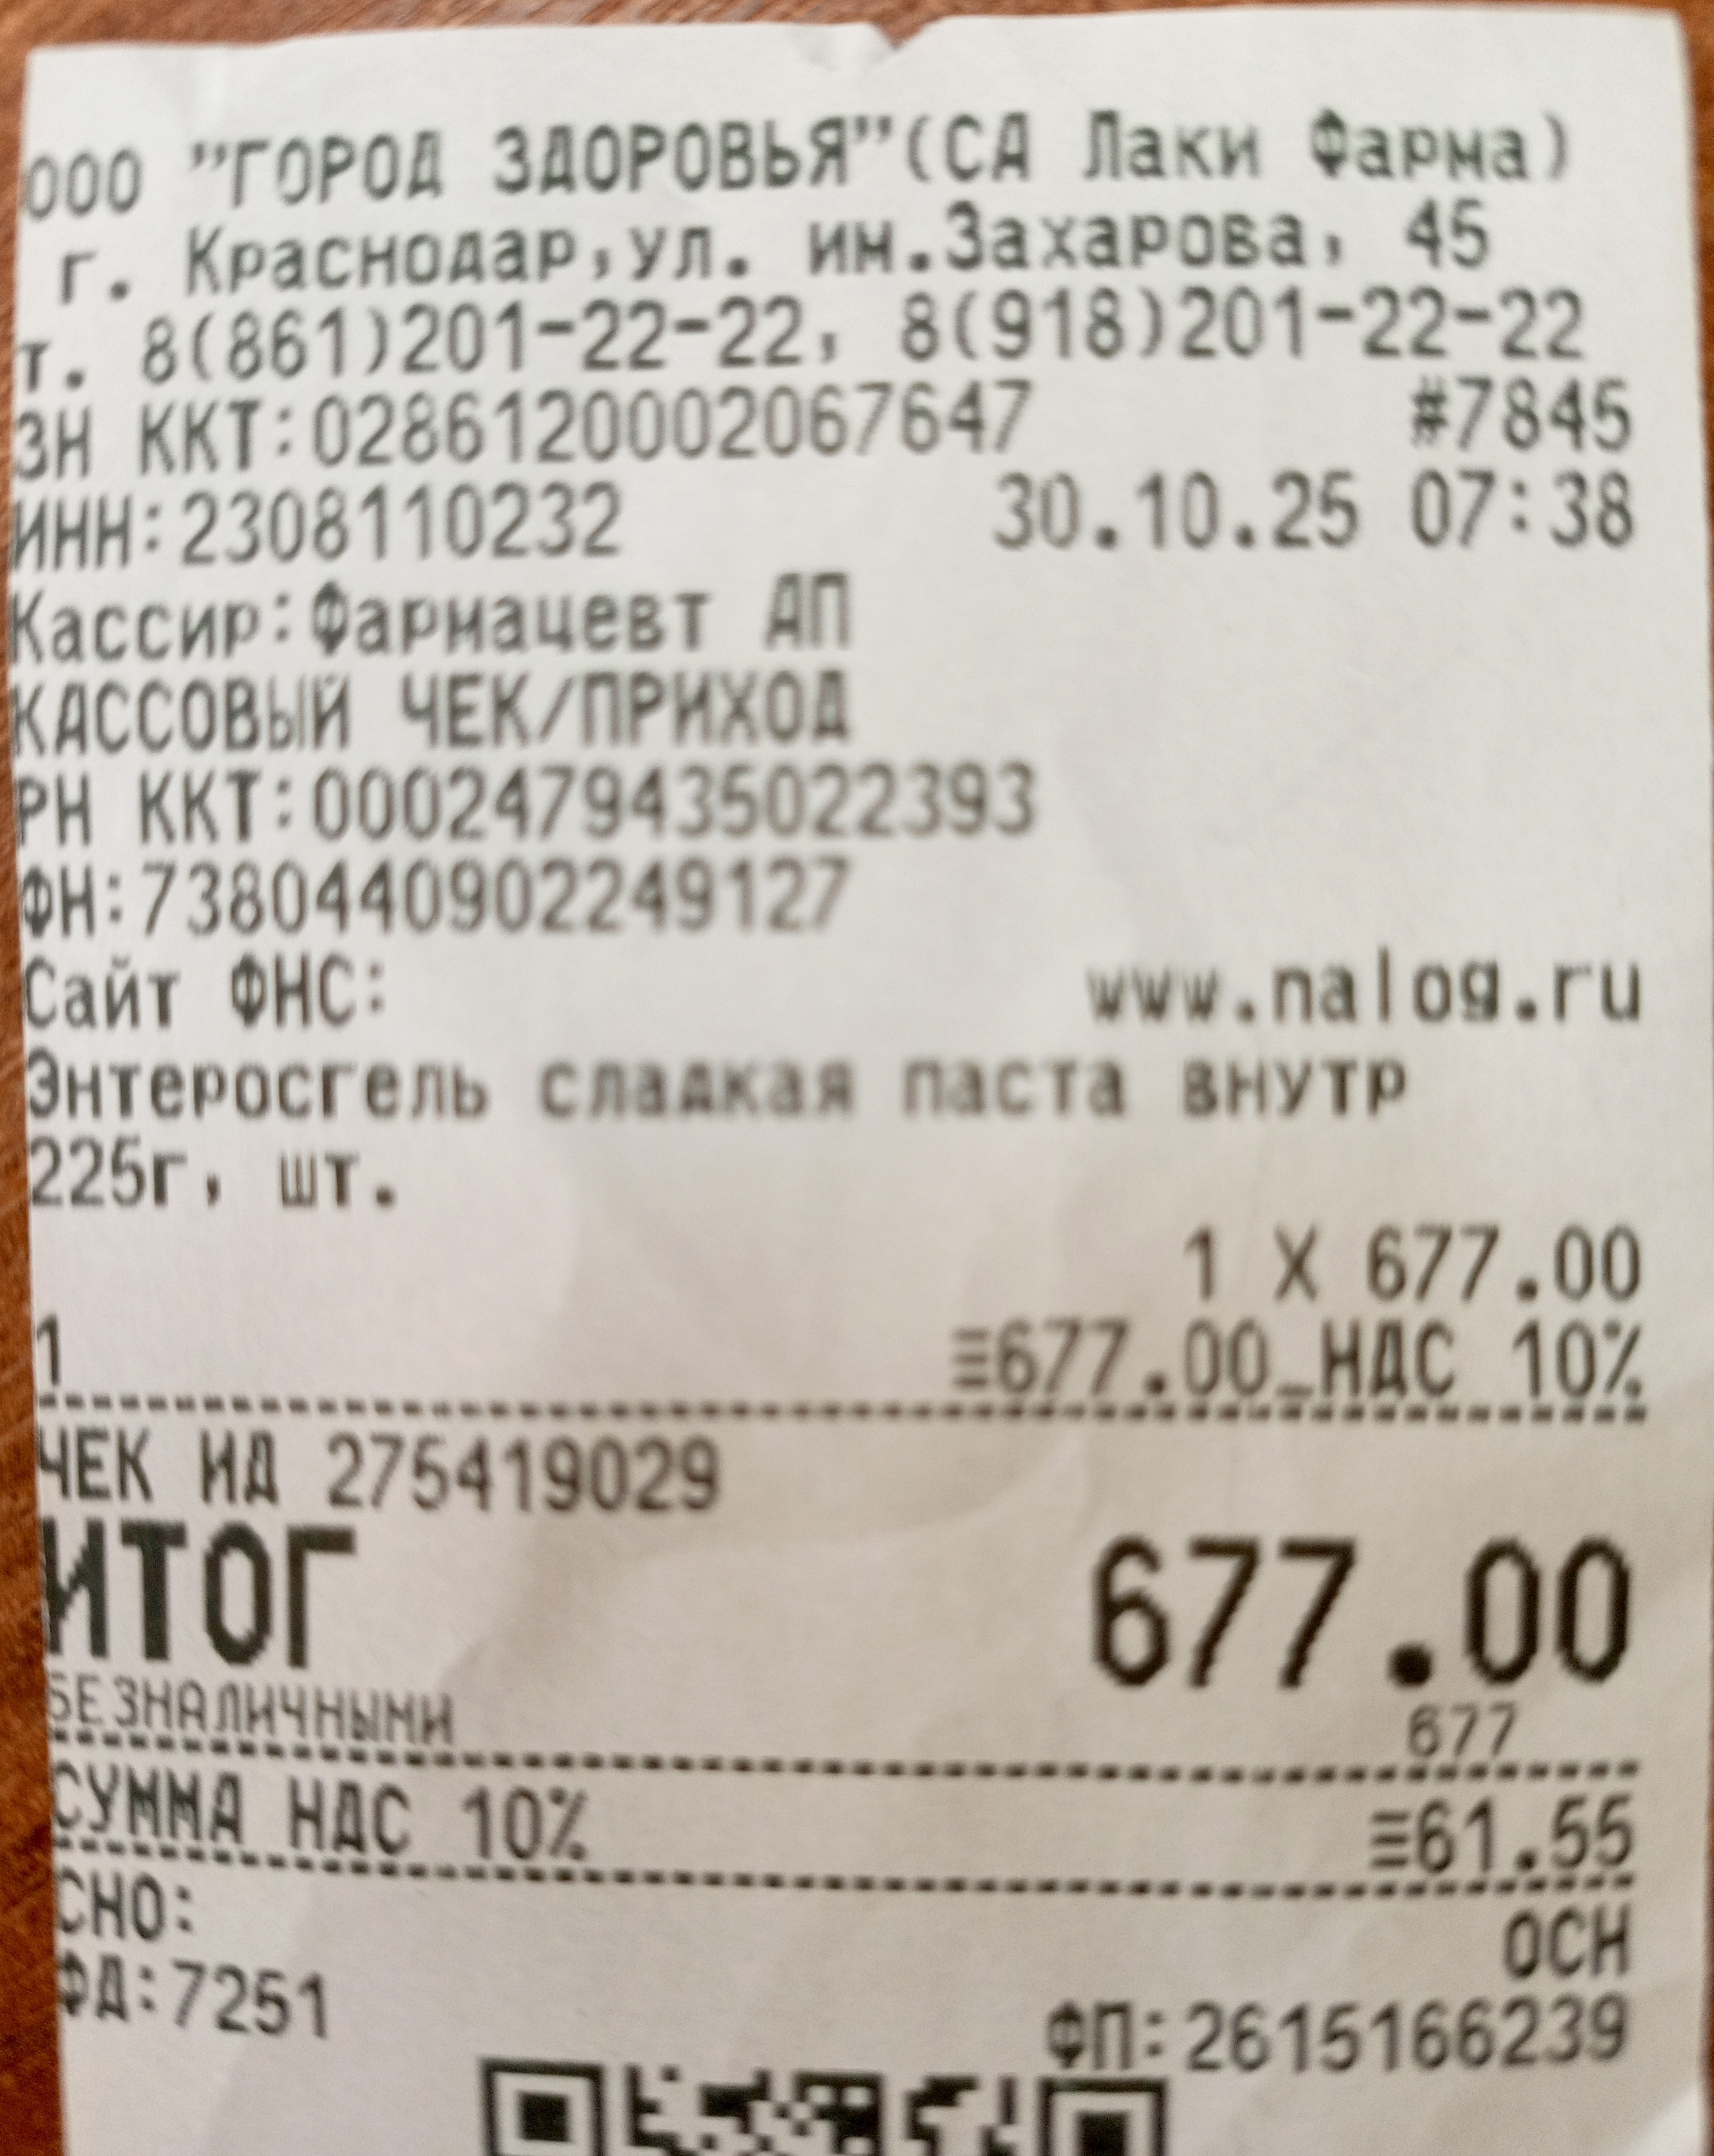 ООО "ГОРОД ЗДОРОВЬЯ"(СА Лаки Фарма)
г. Краснодар,ул. им.Захарова, 45
т. 8(861)201-22-22, 8(918)201-22-22
ЗН ККТ:0286120002067647 #7845
ИНН:2308110232 30.10.25 07:38
Кассир:Фармацевт АП
КАССОВЫЙ ЧЕК/ПРИХОД
РН ККТ:0002479435022393
ФН:7380440902249127
Сайт ФНС: www.nalog.ru
Энтеросгель сладкая паста внутр
225г, шт.
1 X 677.00
1 ≡677.00_НДС 10%
ЧЕК ИД 275419029
ИТОГ 677.00
БЕЗНАЛИЧНЫМИ 677
СУММА НДС 10% ≡61.55
СНО: ОСН
ФД:7251 ФП:2615166239